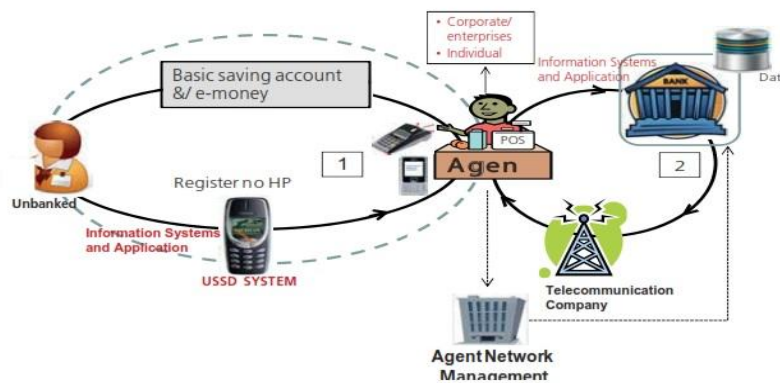 • Corporate/
enterprises
• Individual
Basic saving account
&/ e-money
Information Systems
and Application
BANK
Dat
1
POS
Agen
2
Register no HP
Unbanked
Information Systems
and Application
USSD SYSTEM
Telecommunication
Company
Agent Network
Management